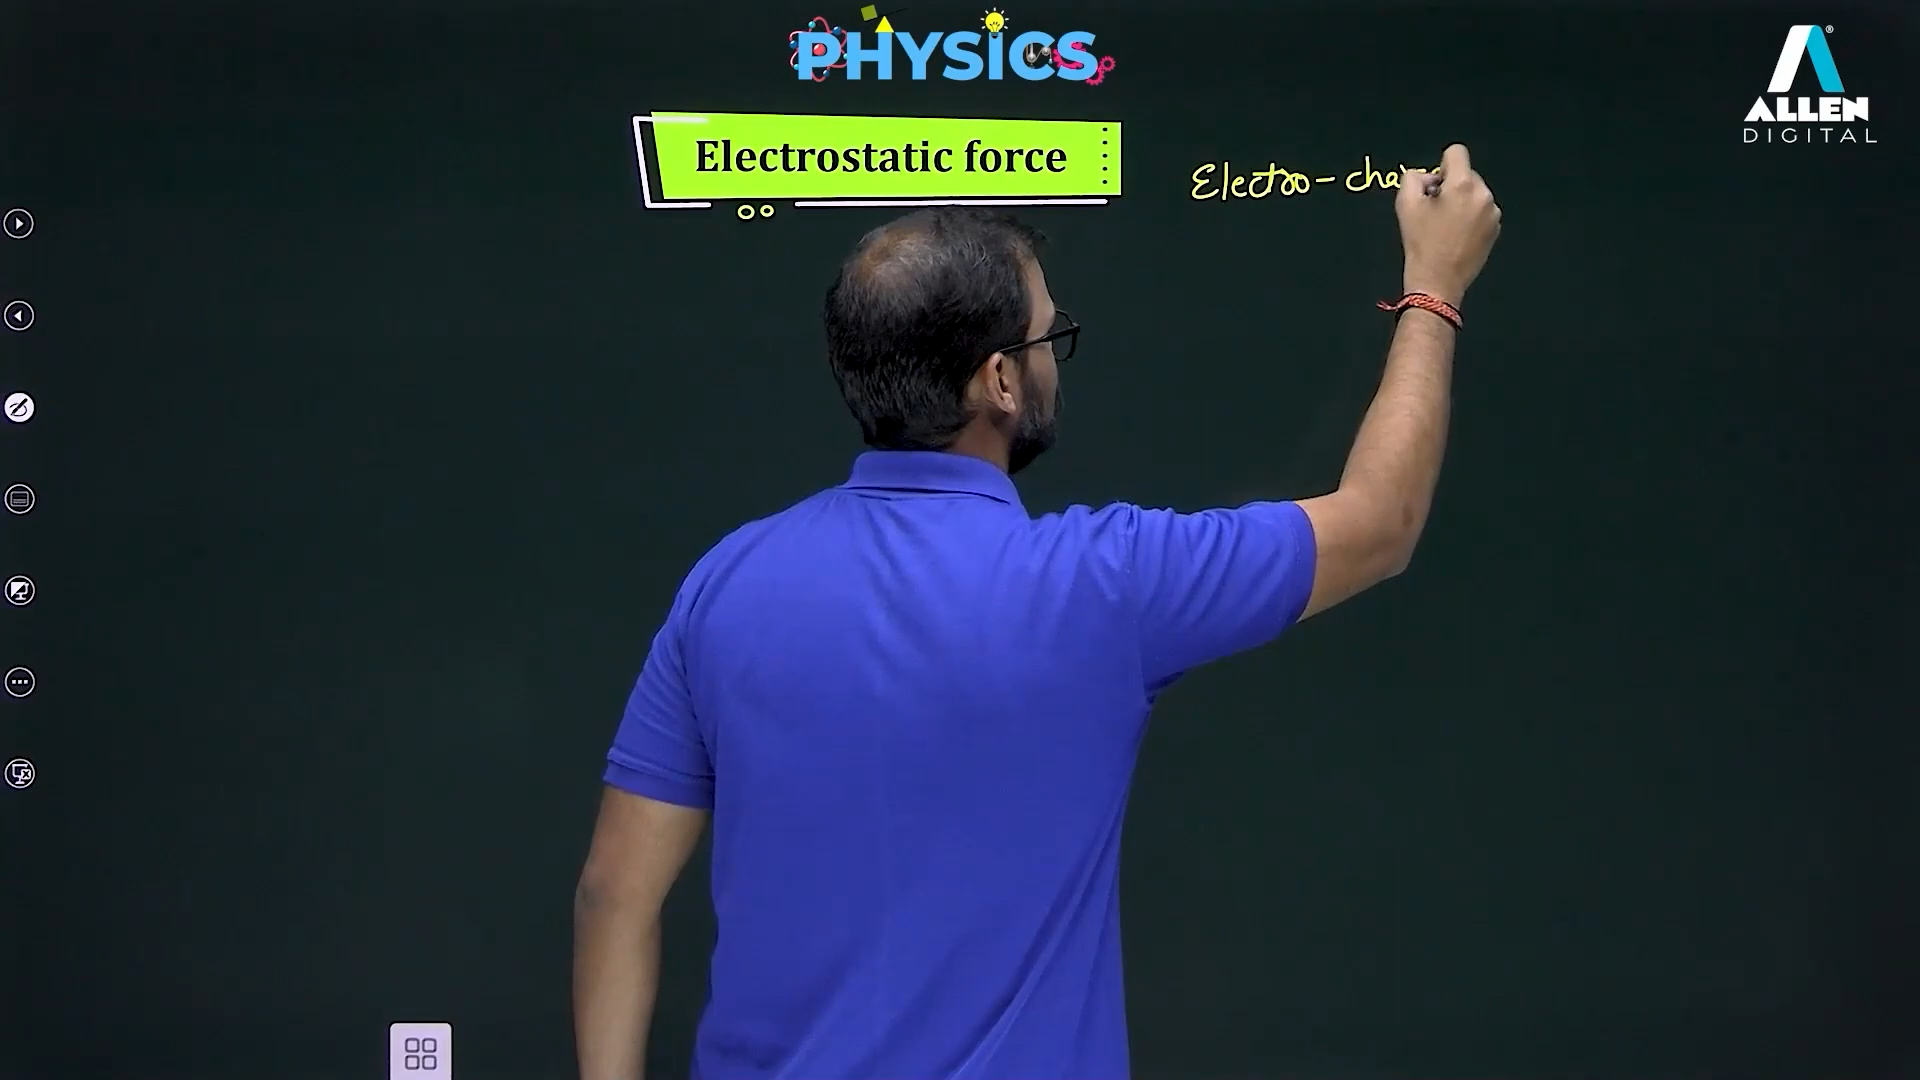 PHYSICS
ALLEN
DIGITAL
Electrostatic force
Electro -